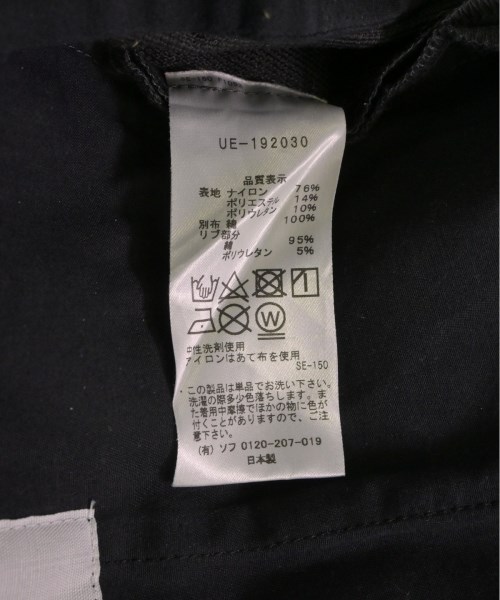 UE-192030
品質表示
表地 ナイロン 76%
ポリエステル 14%
ポリウレタン 10%
別布 綿 100%
リブ部分
綿 95%
ポリウレタン 5%
W
中性洗剤使用
アイロンはあて布を使用
SE-150
・この製品は単品でお洗い下さい。
洗濯の際多少色落ちします。ま
た着用中摩擦でほかの物に色が
付くことがありますので、ご注
意下さい。
(有) ソフ 0120-207-019
日本製